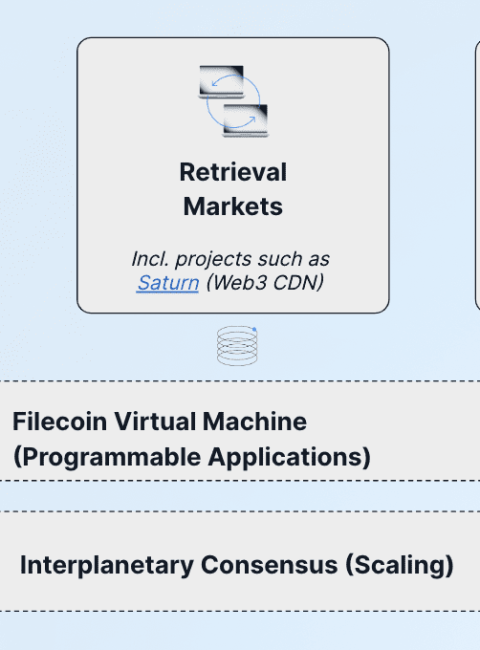 Retrieval
Markets
Incl. projects such as
Saturn (Web3 CDN)
Filecoin Virtual Machine
(Programmable Applications)
Interplanetary Consensus (Scaling)